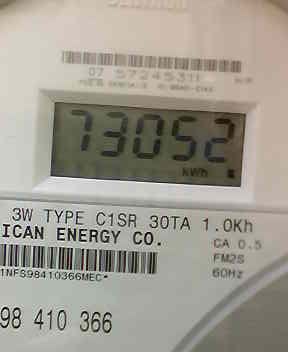 07 57245311
73052
kWh
3W TYPE C1SR 30TA 1.0Kh
ICAN ENERGY CO.
CA 0.5
FM2S
60Hz
1NFS98410366MEC*
98 410 366